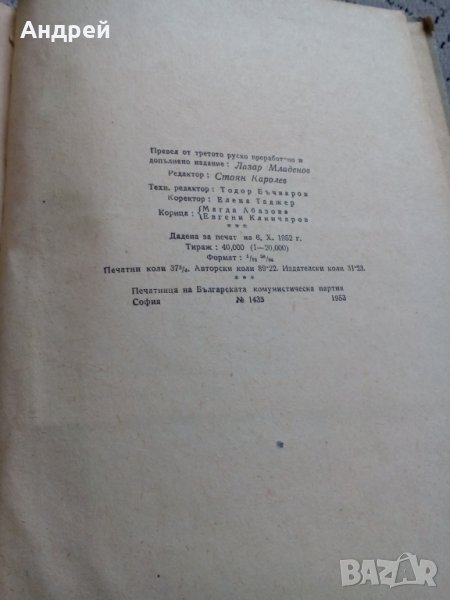 Андрей
Превел от третото руско преработено и
допълнено издание: Лазар Младенов
Редактор: Стоян Каролев
Техн. редактор: Тодор Бъчваров
Коректор: Елена Таджер
Корица: {Магда Абазова
{Евгени Клинчаров
***
Дадена за печат на 6. X. 1952 г.
Тираж: 40,000 (1—20,000)
Формат:
Печатни коли 37³/₄. Авторски коли 89·22. Издателски коли 31·23.
***
Печатница на Българската комунистическа партия
София № 1435 1953
BAZAR